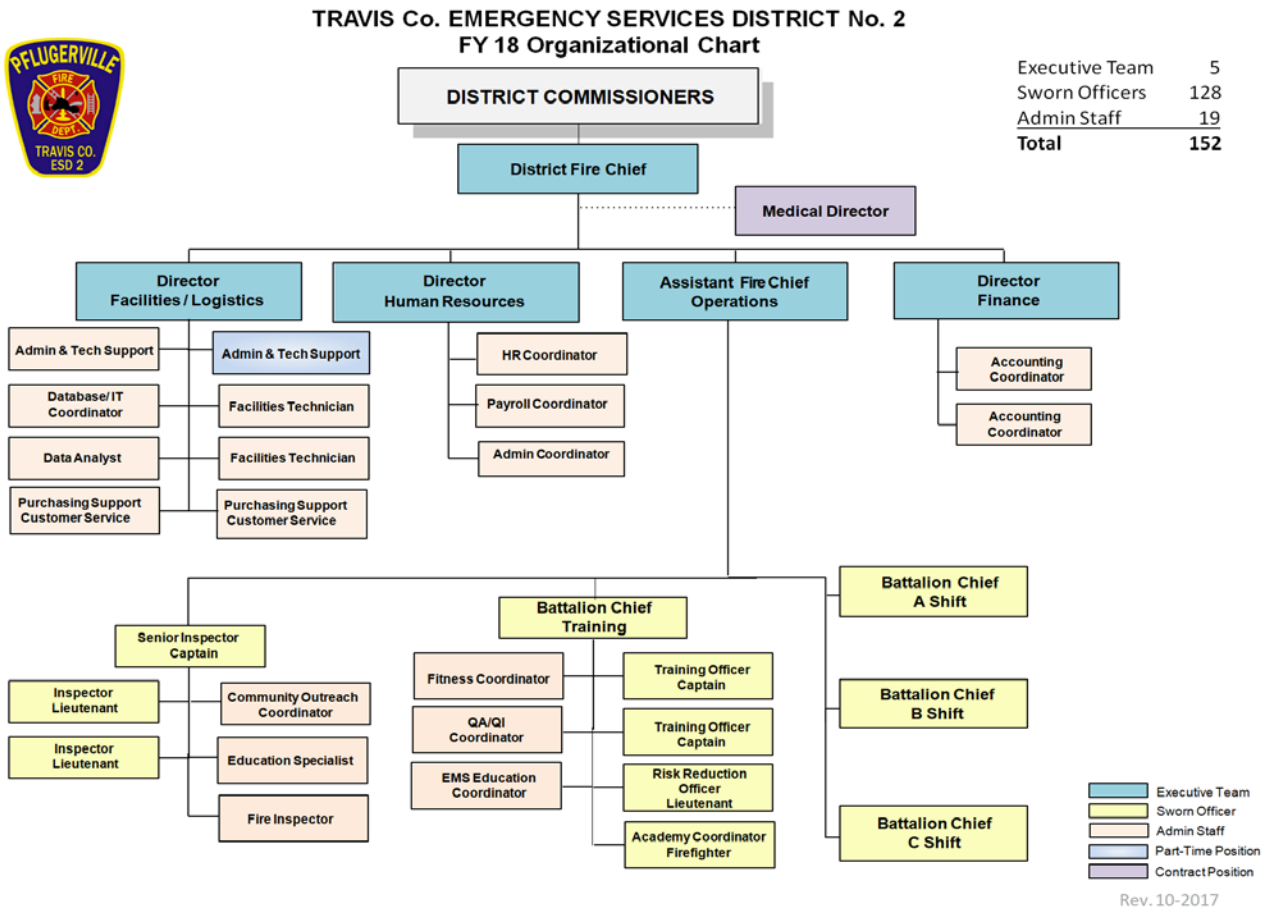 TRAVIS Co. EMERGENCY SERVICES DISTRICT No. 2
FY 18 Organizational Chart
PFLUGERVILLE
FIRE
DEPT.
TRAVIS CO.
ESD 2
Executive Team 5
Sworn Officers 128
Admin Staff 19
Total 152
DISTRICT COMMISSIONERS
District Fire Chief
Medical Director
Director
Facilities / Logistics
Director
Human Resources
Assistant Fire Chief
Operations
Director
Finance
Admin & Tech Support
Admin & Tech Support
Database/ IT
Coordinator
Facilities Technician
Data Analyst
Facilities Technician
Purchasing Support
Customer Service
Purchasing Support
Customer Service
HR Coordinator
Payroll Coordinator
Admin Coordinator
Accounting
Coordinator
Accounting
Coordinator
Senior Inspector
Captain
Inspector
Lieutenant
Community Outreach
Coordinator
Inspector
Lieutenant
Education Specialist
Fire Inspector
Battalion Chief
Training
Fitness Coordinator
Training Officer
Captain
QA/QI
Coordinator
Training Officer
Captain
EMS Education
Coordinator
Risk Reduction
Officer
Lieutenant
Academy Coordinator
Firefighter
Battalion Chief
A Shift
Battalion Chief
B Shift
Battalion Chief
C Shift
Executive Team
Sworn Officer
Admin Staff
Part-Time Position
Contract Position
Rev. 10-2017